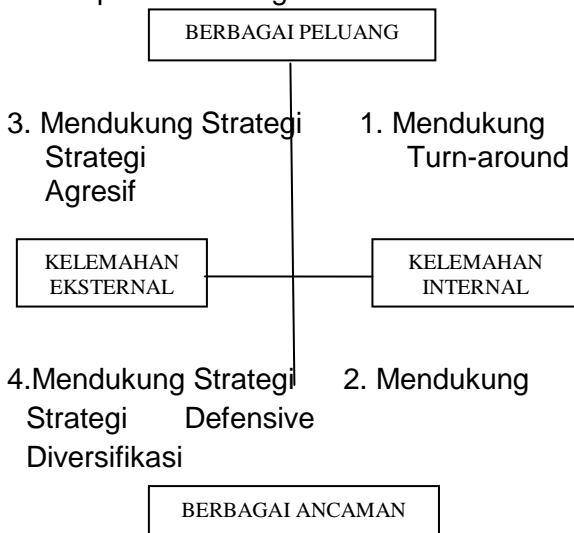 BERBAGAI PELUANG
3. Mendukung Strategi 1. Mendukung
Strategi Turn-around
Agresif
KELEMAHAN
EKSTERNAL
KELEMAHAN
INTERNAL
4.Mendukung Strategi 2. Mendukung
Strategi Defensive
Diversifikasi
BERBAGAI ANCAMAN